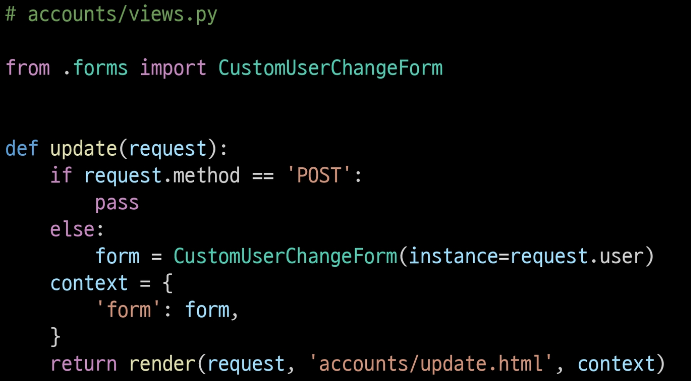 # accounts/views.py
from .forms import CustomUserChangeForm
def update(request):
    if request.method == 'POST':
        pass
    else:
        form = CustomUserChangeForm(instance=request.user)
    context = {
        'form': form,
    }
    return render(request, 'accounts/update.html', context)